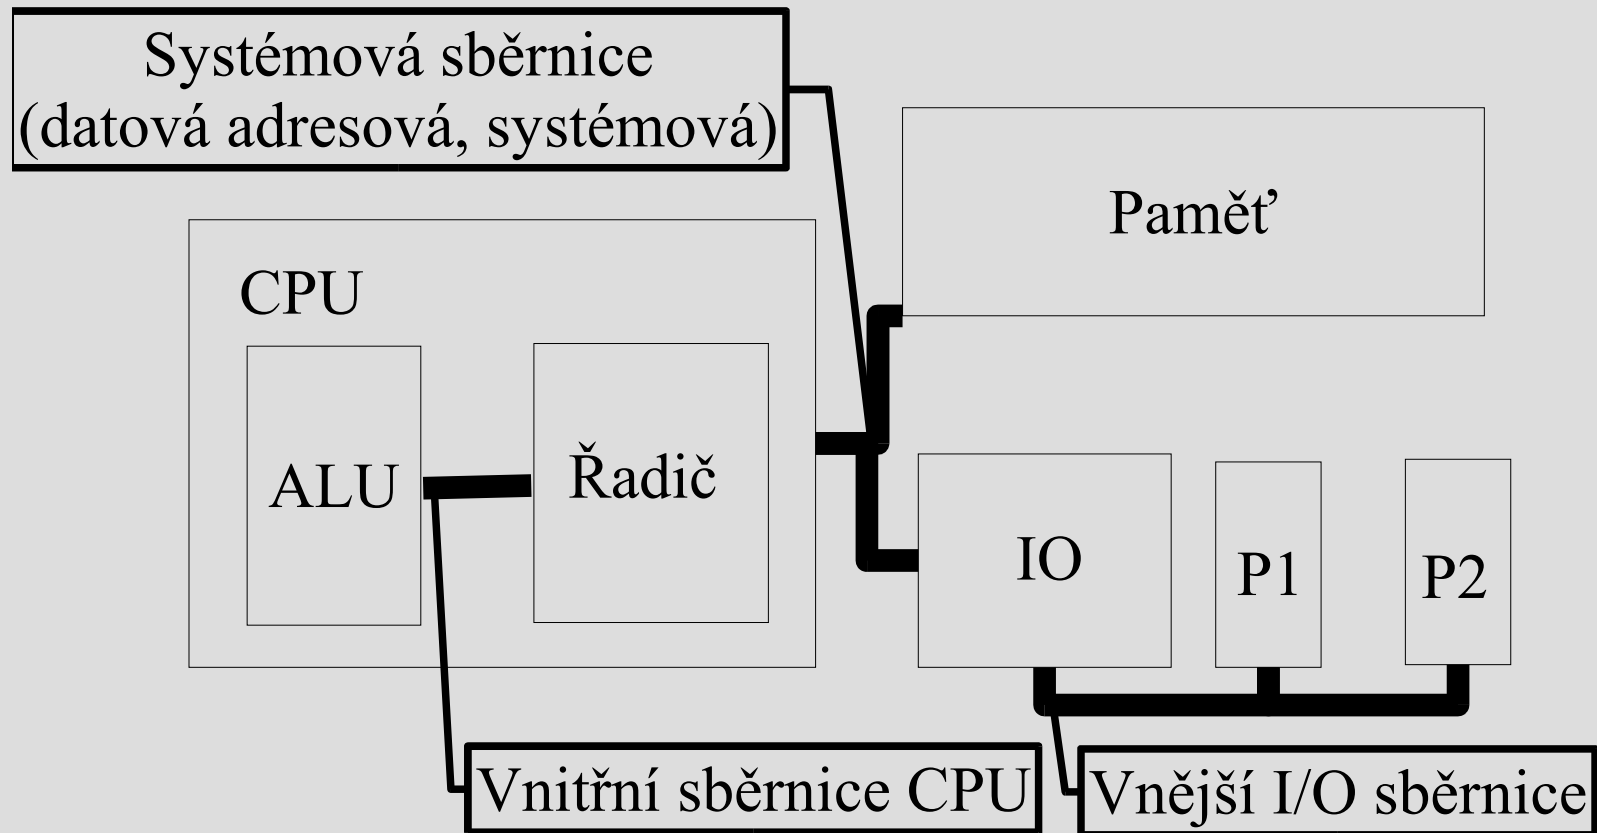 Systémová sběrnice
(datová adresová, systémová)
Paměť
CPU
ALU
Řadič
IO
P1
P2
Vnitřní sběrnice CPU
Vnější I/O sběrnice